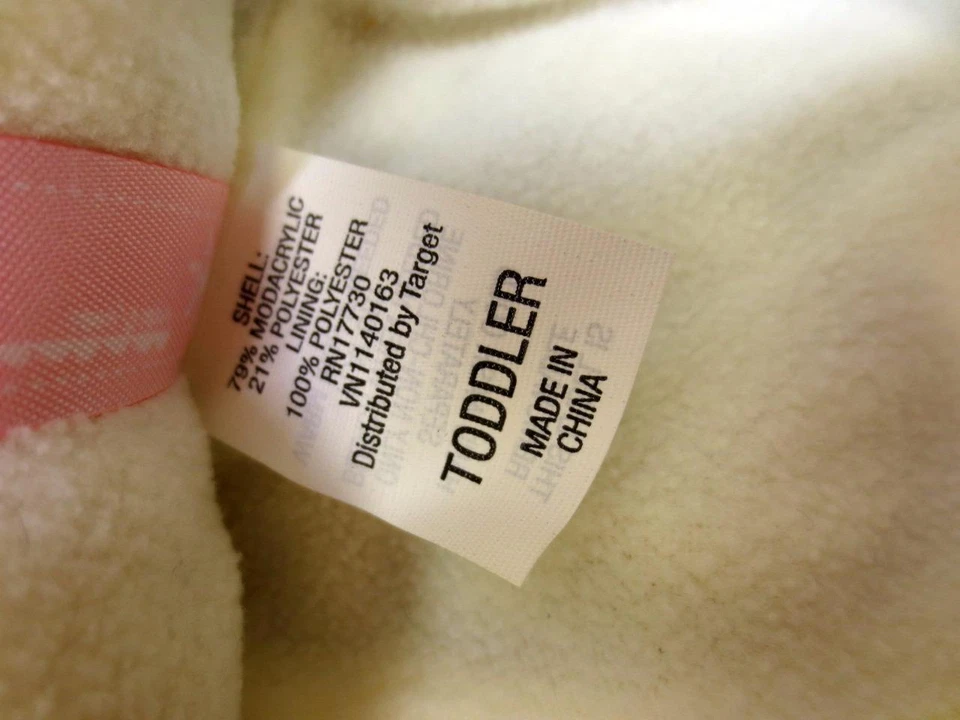 SHELL:
79% MODACRYLIC
21% POLYESTER
LINING:
100% POLYESTER
RN17730
VN1140163
Distributed by Target
TODDLER
MADE IN
CHINA